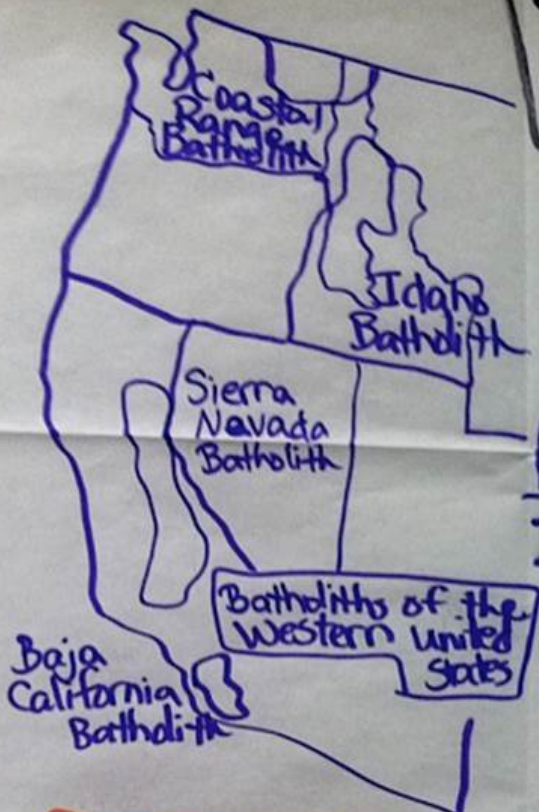 Coastal
Range
Batholith
Idaho
Batholith
Sierra
Nevada
Batholith
Batholiths of the
Western United
States
Baja
California
Batholith